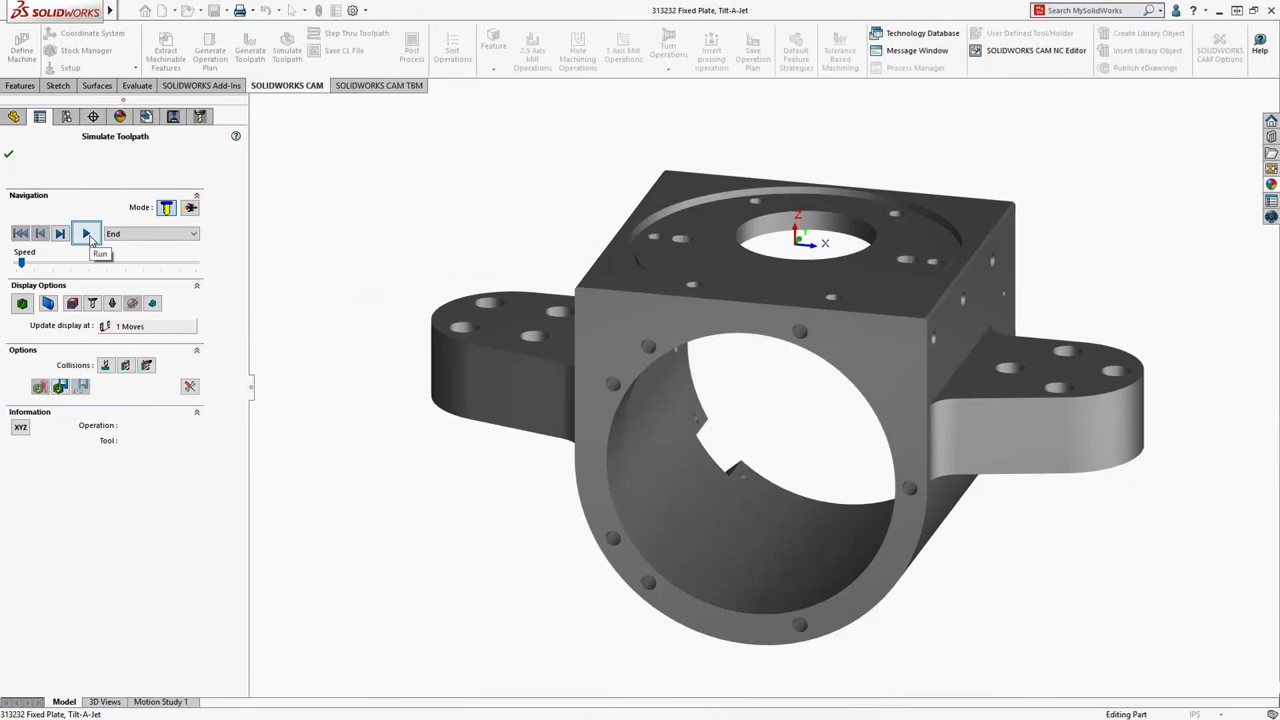 SOLIDWORKS
313232 Fixed Plate, Tilt-A-Jet
Search MySolidWorks
Define Machine
Coordinate System
Stock Manager
Setup
Extract Machinable Features
Generate Operation Plan
Generate Toolpath
Simulate Toolpath
Step Thru Toolpath
Save CL File
Post Process
Sort Operations
Feature
2.5 Axis Mill Operations
Hole Machining Operations
3 Axis Mill Operations
Turn Operations
Insert probing operation
Save Operation Plan
Default Feature Strategies
Tolerance Based Machining
Technology Database
Message Window
Process Manager
User Defined Tool/Holder
SOLIDWORKS CAM NC Editor
Create Library Object
Insert Library Object
Publish eDrawings
SOLIDWORKS CAM Options
Help
Features
Sketch
Surfaces
Evaluate
SOLIDWORKS Add-Ins
SOLIDWORKS CAM
SOLIDWORKS CAM TBM
Simulate Toolpath
Navigation
Mode :
End
Run
Speed
Display Options
Update display at :
1 Moves
Options
Collisions :
Information
XYZ
Operation :
Tool :
Z
Y
X
Model
3D Views
Motion Study 1
313232 Fixed Plate, Tilt-A-Jet
Editing Part
IPS